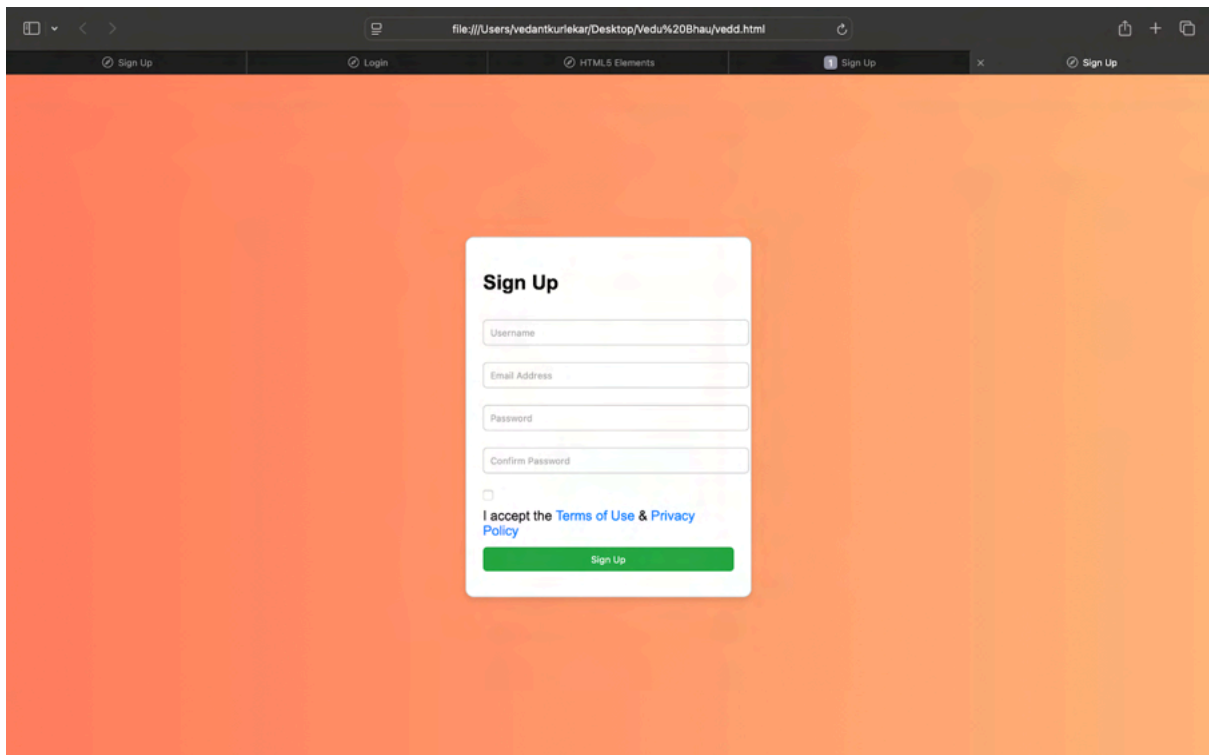 file:///Users/vedantkurlekar/Desktop/Vedu%20Bhau/vedd.html
Sign Up
Login
HTML5 Elements
1 Sign Up
Sign Up
Sign Up
Username
Email Address
Password
Confirm Password
I accept the Terms of Use & Privacy
Policy
Sign Up